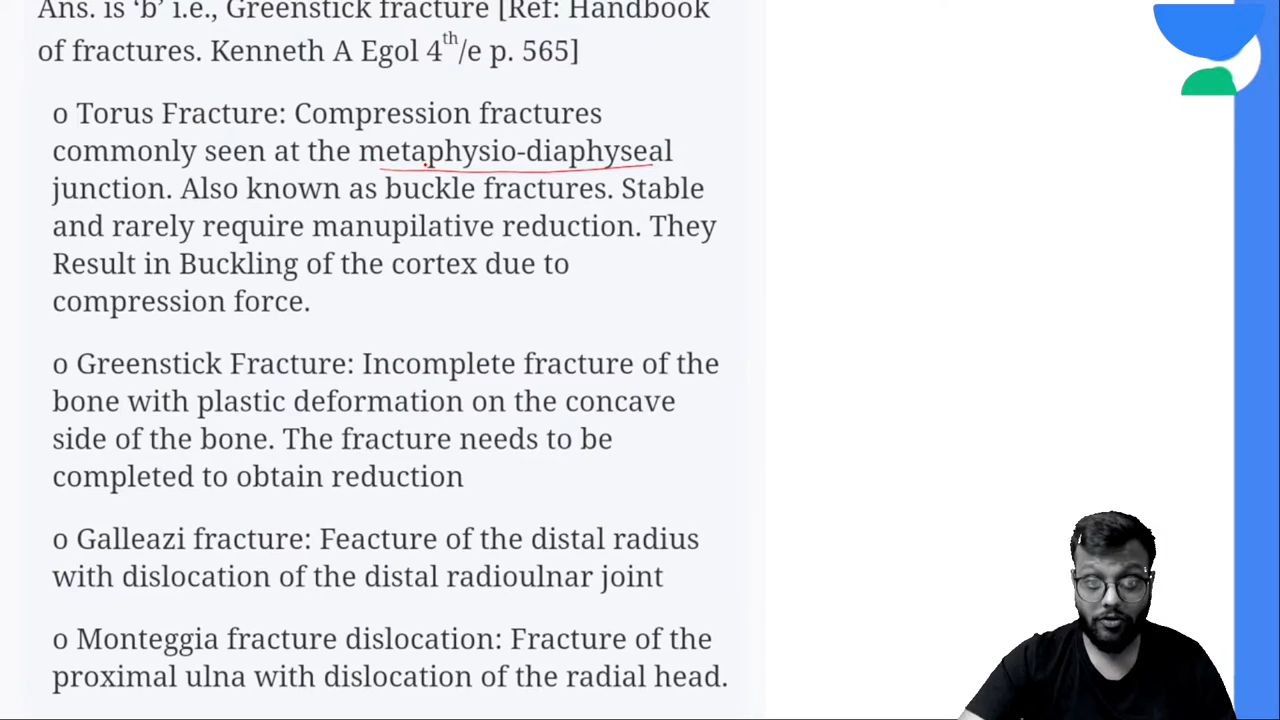 Ans. is ‘b’ i.e., Greenstick fracture [Ref: Handbook
of fractures. Kenneth A Egol 4th/e p. 565]
o Torus Fracture: Compression fractures
commonly seen at the metaphysio-diaphyseal
junction. Also known as buckle fractures. Stable
and rarely require manupilative reduction. They
Result in Buckling of the cortex due to
compression force.
o Greenstick Fracture: Incomplete fracture of the
bone with plastic deformation on the concave
side of the bone. The fracture needs to be
completed to obtain reduction
o Galleazi fracture: Feacture of the distal radius
with dislocation of the distal radioulnar joint
o Monteggia fracture dislocation: Fracture of the
proximal ulna with dislocation of the radial head.